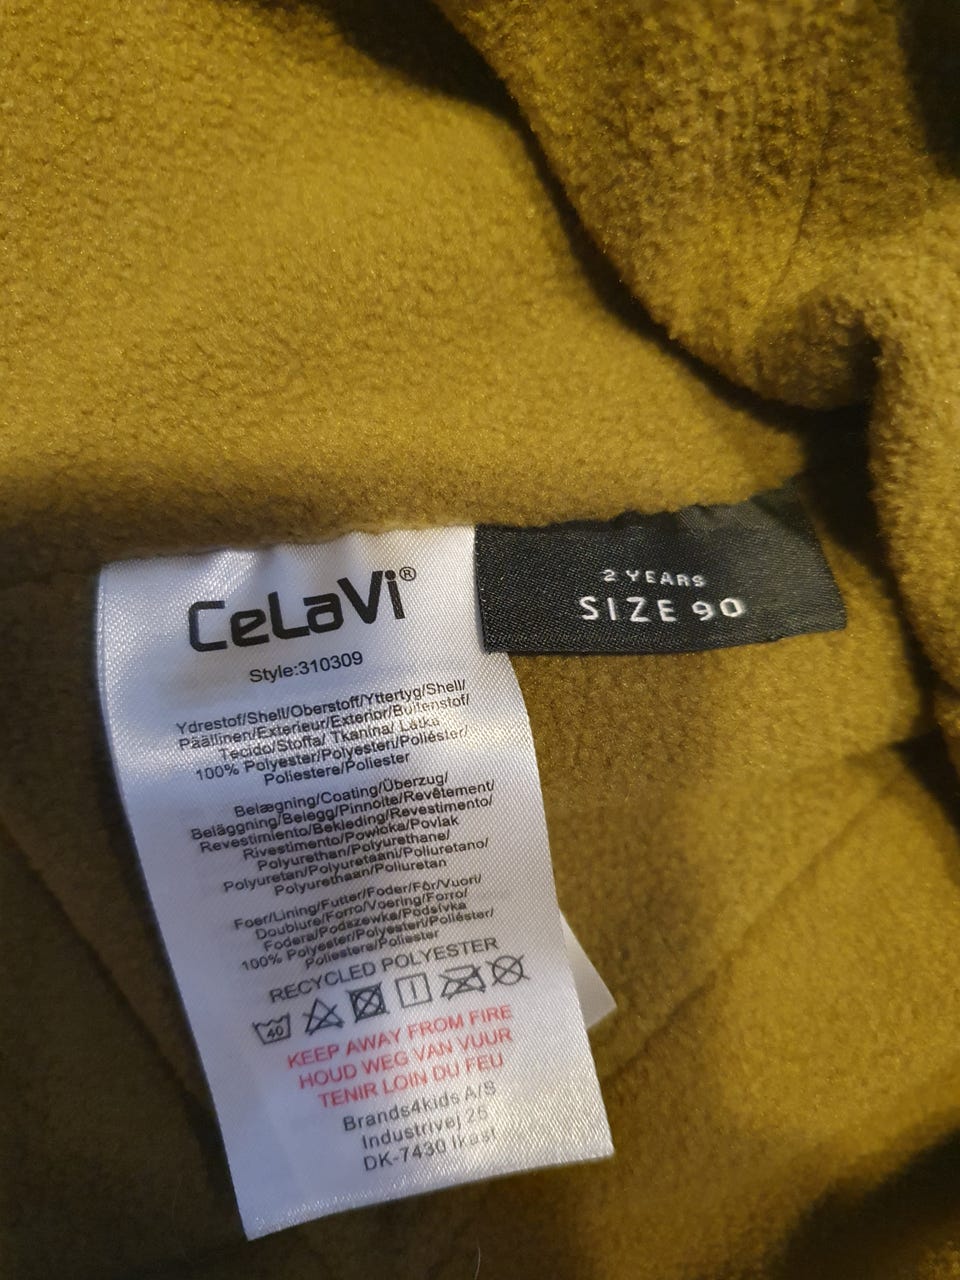 CeLaVi®
Style:310309
Ydrestof/Shell/Oberstoff/Yttertyg/Shell/
Päällinen/Exterieur/Exterior/Buitenstof/
Tecido/Stoffa/ Tkanina/ Látka
100% Polyester/Polyesteri/Poliéster/
Poliestere/Poliester
Belægning/Coating/Überzug/
Beläggning/Belegg/Pinnoite/Revêtement/
Revestimiento/Bekleding/Revestimento/
Rivestimento/Powłoka/Povlak
Polyurethan/Polyurethane/
Polyuretan/Polyuretaani/Poliuretano/
Polyurethaan/Poliuretan
Foer/Lining/Futter/Foder/Fôr/Vuori/
Doublure/Forro/Voering/Forro/
Fodera/Podszewka/Podšívka
100% Polyester/Polyesteri/Poliéster/
Poliestere/Poliester
RECYCLED POLYESTER
40
KEEP AWAY FROM FIRE
HOUD WEG VAN VUUR
TENIR LOIN DU FEU
Brands4kids A/S
Industrivej 25
DK-7430 Ikast
2 YEARS
SIZE 90